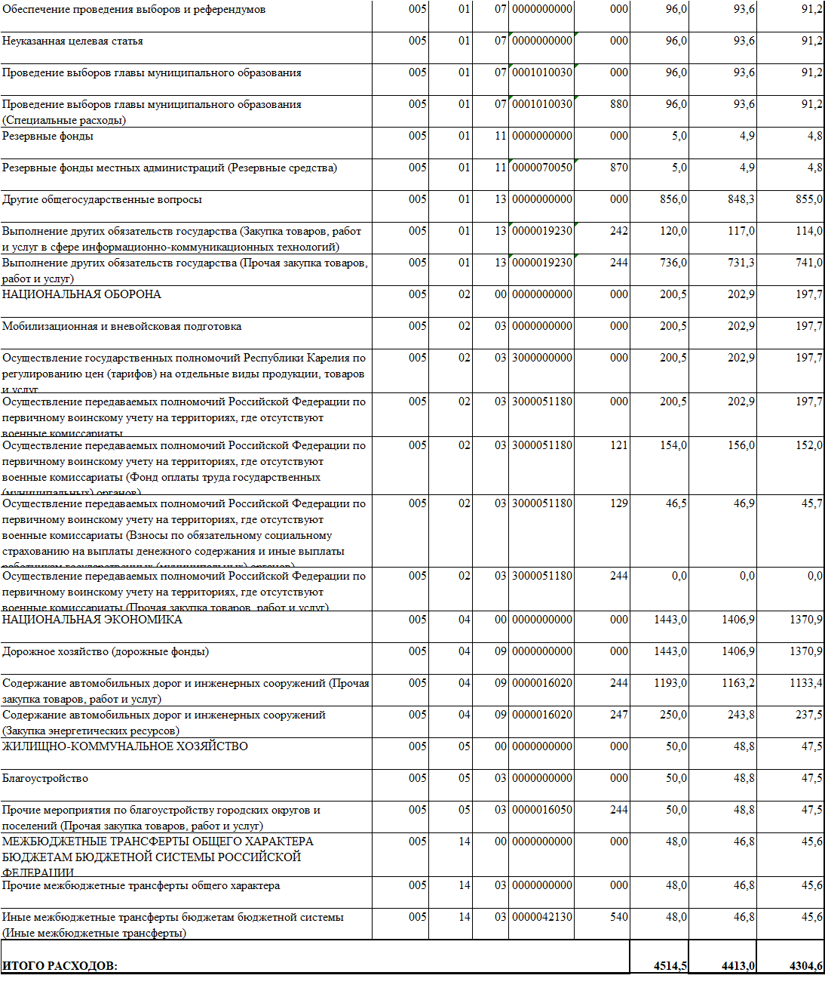 Обеспечение проведения выборов и референдумов 005 01 07 0000000000 000 96,0 93,6 91,2
Неуказанная целевая статья 005 01 07 0000000000 000 96,0 93,6 91,2
Проведение выборов главы муниципального образования 005 01 07 0001010030 000 96,0 93,6 91,2
Проведение выборов главы муниципального образования 005 01 07 0001010030 880 96,0 93,6 91,2
(Специальные расходы)
Резервные фонды 005 01 11 0000000000 000 5,0 4,9 4,8
Резервные фонды местных администраций (Резервные средства) 005 01 11 0000070050 870 5,0 4,9 4,8
Другие общегосударственные вопросы 005 01 13 0000000000 000 856,0 848,3 855,0
Выполнение других обязательств государства (Закупка товаров, работ 005 01 13 0000019230 242 120,0 117,0 114,0
и услуг в сфере информационно-коммуникационных технологий)
Выполнение других обязательств государства (Прочая закупка товаров, 005 01 13 0000019230 244 736,0 731,3 741,0
работ и услуг)
НАЦИОНАЛЬНАЯ ОБОРОНА 005 02 00 0000000000 000 200,5 202,9 197,7
Мобилизационная и вневойсковая подготовка 005 02 03 0000000000 000 200,5 202,9 197,7
Осуществление государственных полномочий Республики Карелия по 005 02 03 3000000000 000 200,5 202,9 197,7
регулированию цен (тарифов) на отдельные виды продукции, товаров
и услуг
Осуществление передаваемых полномочий Российской Федерации по 005 02 03 3000051180 000 200,5 202,9 197,7
первичному воинскому учету на территориях, где отсутствуют
военные комиссариаты
Осуществление передаваемых полномочий Российской Федерации по 005 02 03 3000051180 121 154,0 156,0 152,0
первичному воинскому учету на территориях, где отсутствуют
военные комиссариаты (Фонд оплаты труда государственных
(муниципальных) органов)
Осуществление передаваемых полномочий Российской Федерации по 005 02 03 3000051180 129 46,5 46,9 45,7
первичному воинскому учету на территориях, где отсутствуют
военные комиссариаты (Взносы по обязательному социальному
страхованию на выплаты денежного содержания и иные выплаты
работникам государственных (муниципальных) органов)
Осуществление передаваемых полномочий Российской Федерации по 005 02 03 3000051180 244 0,0 0,0 0,0
первичному воинскому учету на территориях, где отсутствуют
военные комиссариаты (Прочая закупка товаров, работ и услуг)
НАЦИОНАЛЬНАЯ ЭКОНОМИКА 005 04 00 0000000000 000 1443,0 1406,9 1370,9
Дорожное хозяйство (дорожные фонды) 005 04 09 0000000000 000 1443,0 1406,9 1370,9
Содержание автомобильных дорог и инженерных сооружений (Прочая 005 04 09 0000016020 244 1193,0 1163,2 1133,4
закупка товаров, работ и услуг)
Содержание автомобильных дорог и инженерных сооружений 005 04 09 0000016020 247 250,0 243,8 237,5
(Закупка энергетических ресурсов)
ЖИЛИЩНО-КОММУНАЛЬНОЕ ХОЗЯЙСТВО 005 05 00 0000000000 000 50,0 48,8 47,5
Благоустройство 005 05 03 0000000000 000 50,0 48,8 47,5
Прочие мероприятия по благоустройству городских округов и 005 05 03 0000016050 244 50,0 48,8 47,5
поселений (Прочая закупка товаров, работ и услуг)
МЕЖБЮДЖЕТНЫЕ ТРАНСФЕРТЫ ОБЩЕГО ХАРАКТЕРА 005 14 00 0000000000 000 48,0 46,8 45,6
БЮДЖЕТАМ БЮДЖЕТНОЙ СИСТЕМЫ РОССИЙСКОЙ
ФЕДЕРАЦИИ
Прочие межбюджетные трансферты общего характера 005 14 03 0000000000 000 48,0 46,8 45,6
Иные межбюджетные трансферты бюджетам бюджетной системы 005 14 03 0000042130 540 48,0 46,8 45,6
(Иные межбюджетные трансферты)
ИТОГО РАСХОДОВ: 4514,5 4413,0 4304,6